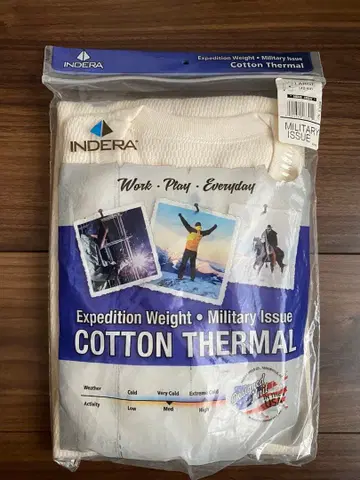 INDERA
Expedition Weight • Military Issue
Cotton Thermal
LARGE
MILITARY
ISSUE
INDERA
Work • Play • Everyday
Expedition Weight • Military Issue
COTTON THERMAL
Weather Cold Very Cold Extreme Cold
Activity Low Med High
USA